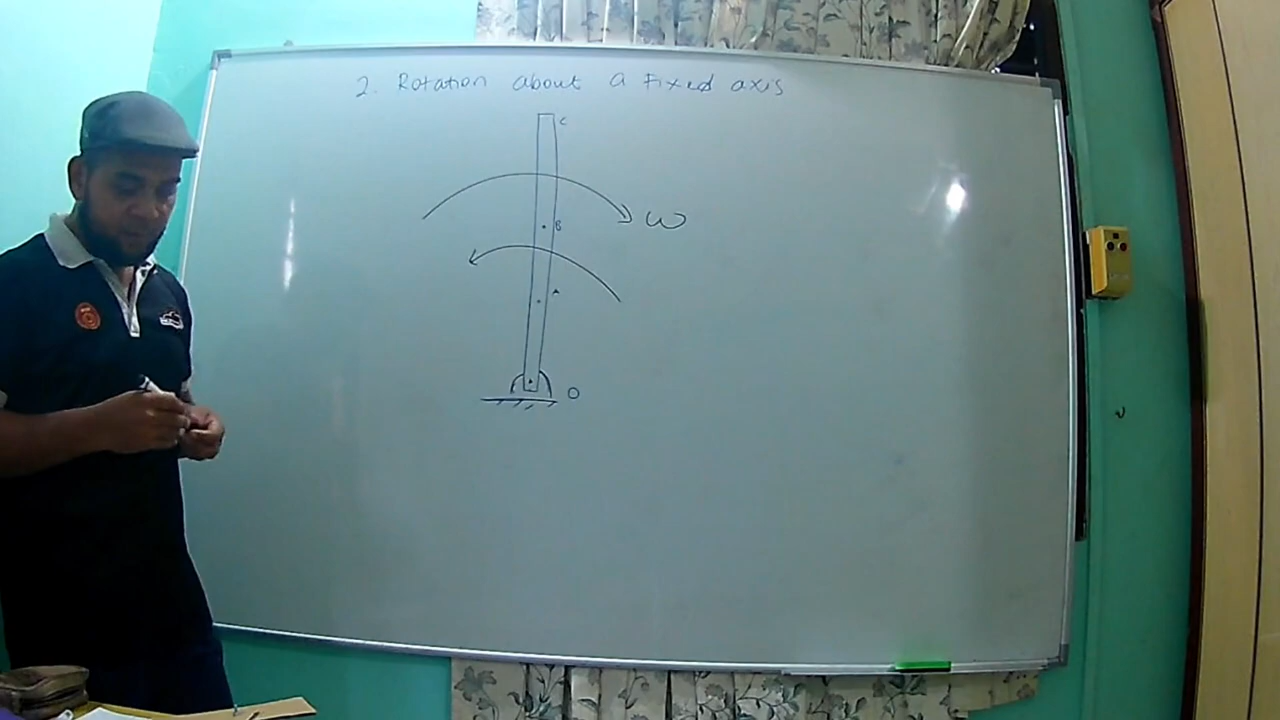 2. Rotation about a Fixed axis
C
ω
B
A
O